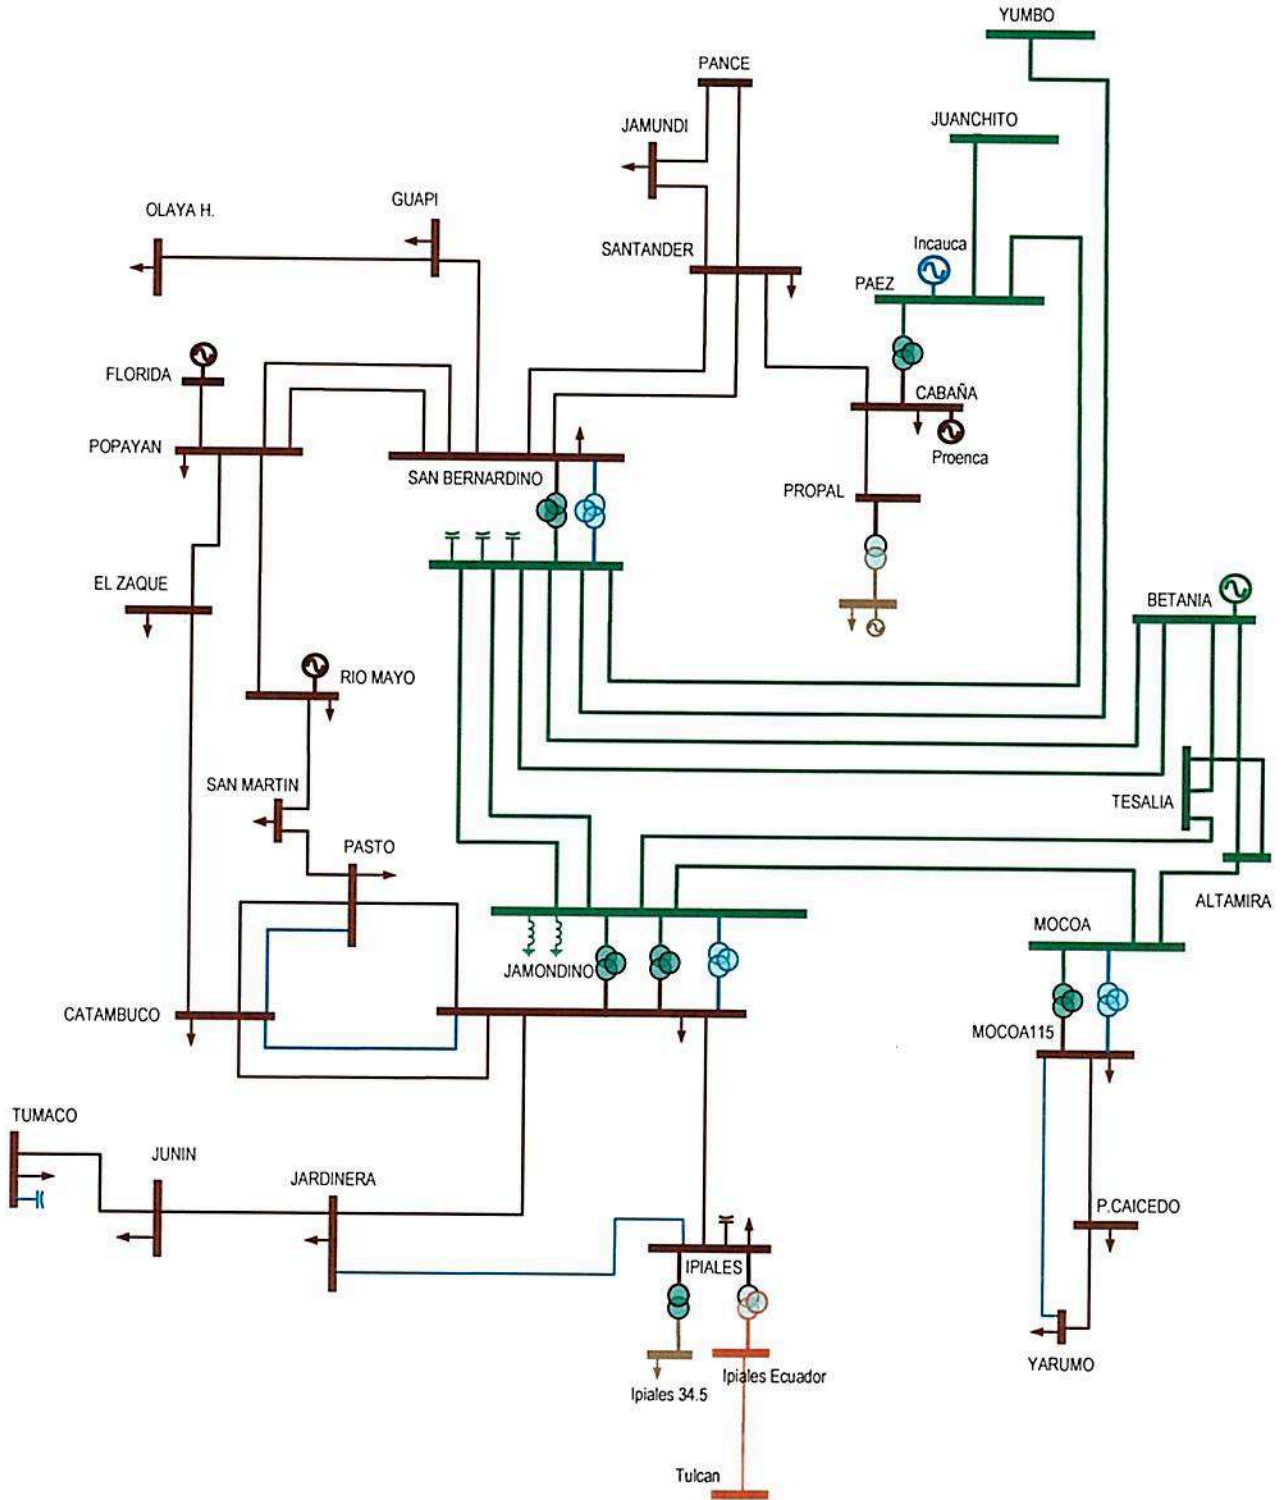 YUMBO
PANCE
JUANCHITO
JAMUNDI
GUAPI
OLAYA H.
SANTANDER
Incauca
PAEZ
FLORIDA
CABAÑA
POPAYAN
Proenca
SAN BERNARDINO
PROPAL
EL ZAQUE
BETANIA
RIO MAYO
SAN MARTIN
TESALIA
PASTO
ALTAMIRA
MOCOA
JAMONDINO
CATAMBUCO
MOCOA115
TUMACO
JUNIN
JARDINERA
P.CAICEDO
IPIALES
YARUMO
Ipiales Ecuador
Ipiales 34.5
Tulcan